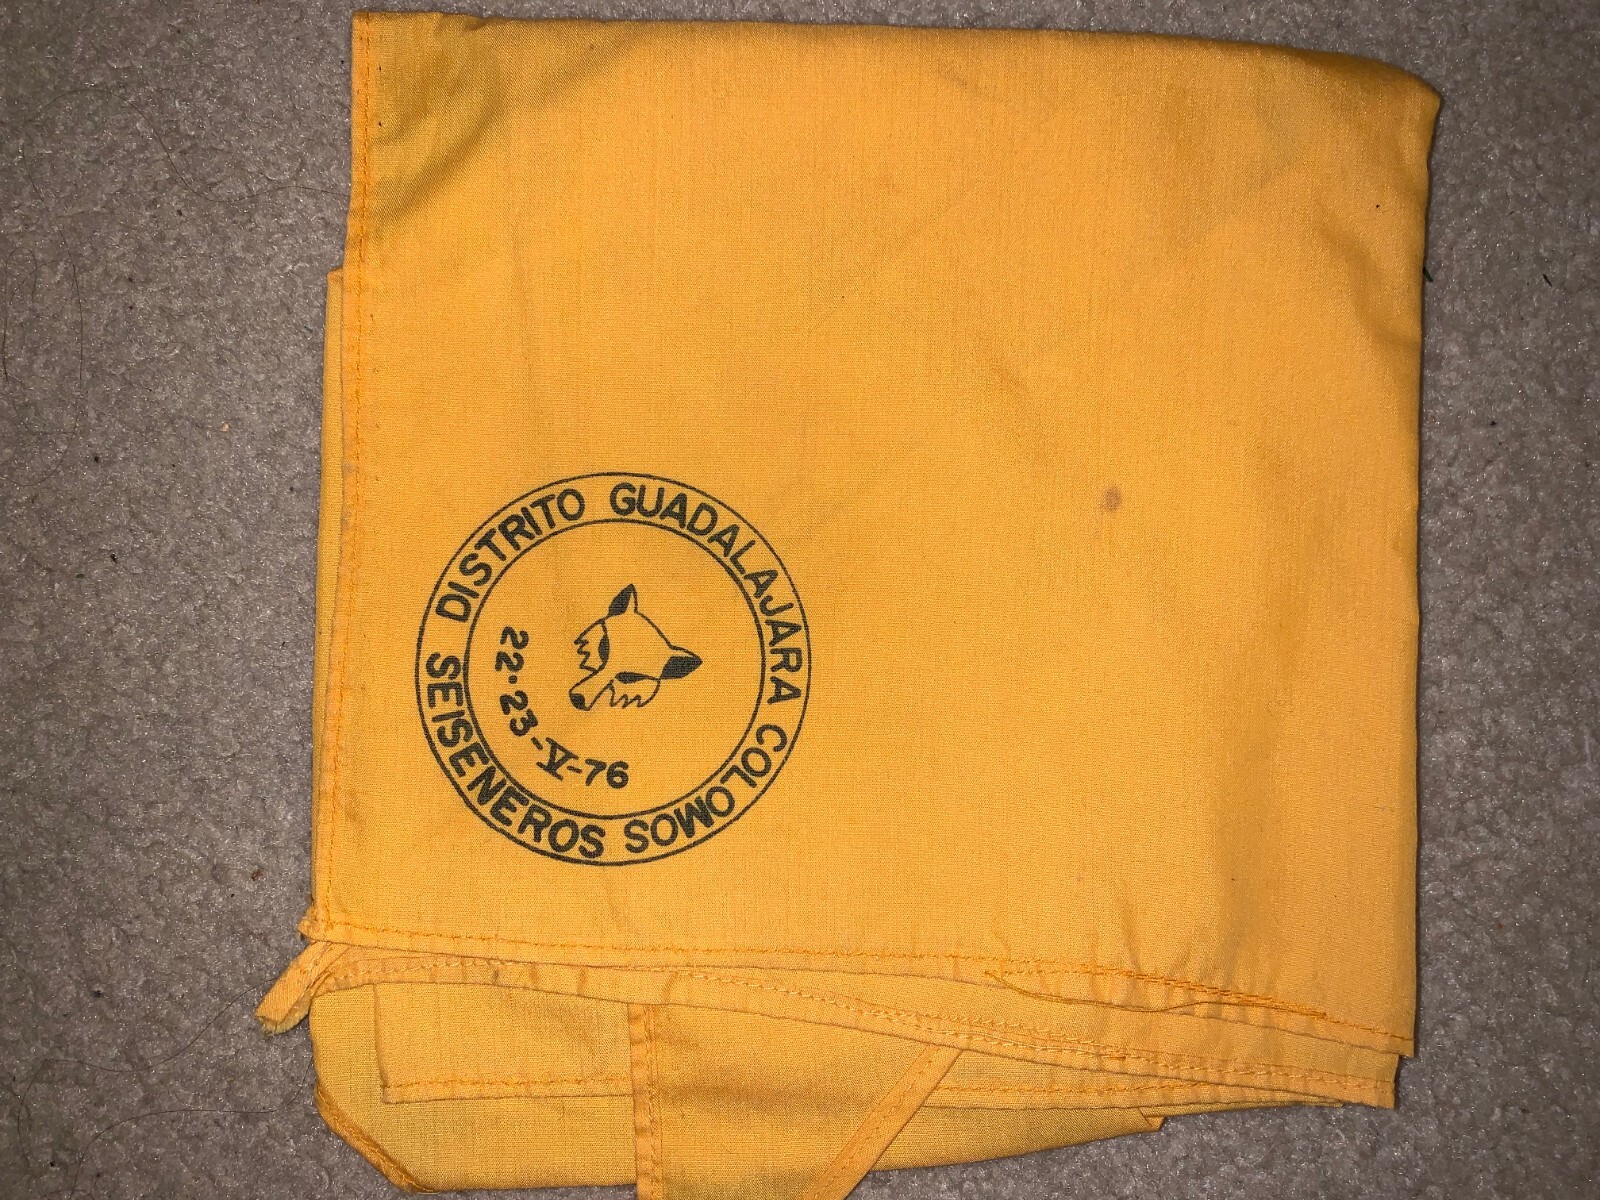 DISTRITO GUADALAJARA COLOMOS
SEISENEROS
22-23-V-76